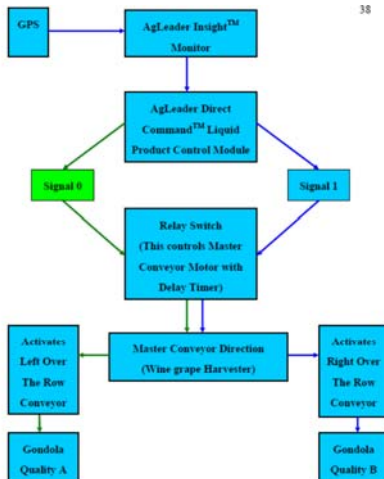 38
GPS
AgLeader Insight™
Monitor
AgLeader Direct
Command™ Liquid
Product Control Module
Signal 0
Signal 1
Relay Switch
(This controls Master
Conveyor Motor with
Delay Timer)
Master Conveyor Direction
(Wine grape Harvester)
Activates
Left Over
The Row
Conveyor
Activates
Right Over
The Row
Conveyor
Gondola
Quality A
Gondola
Quality B